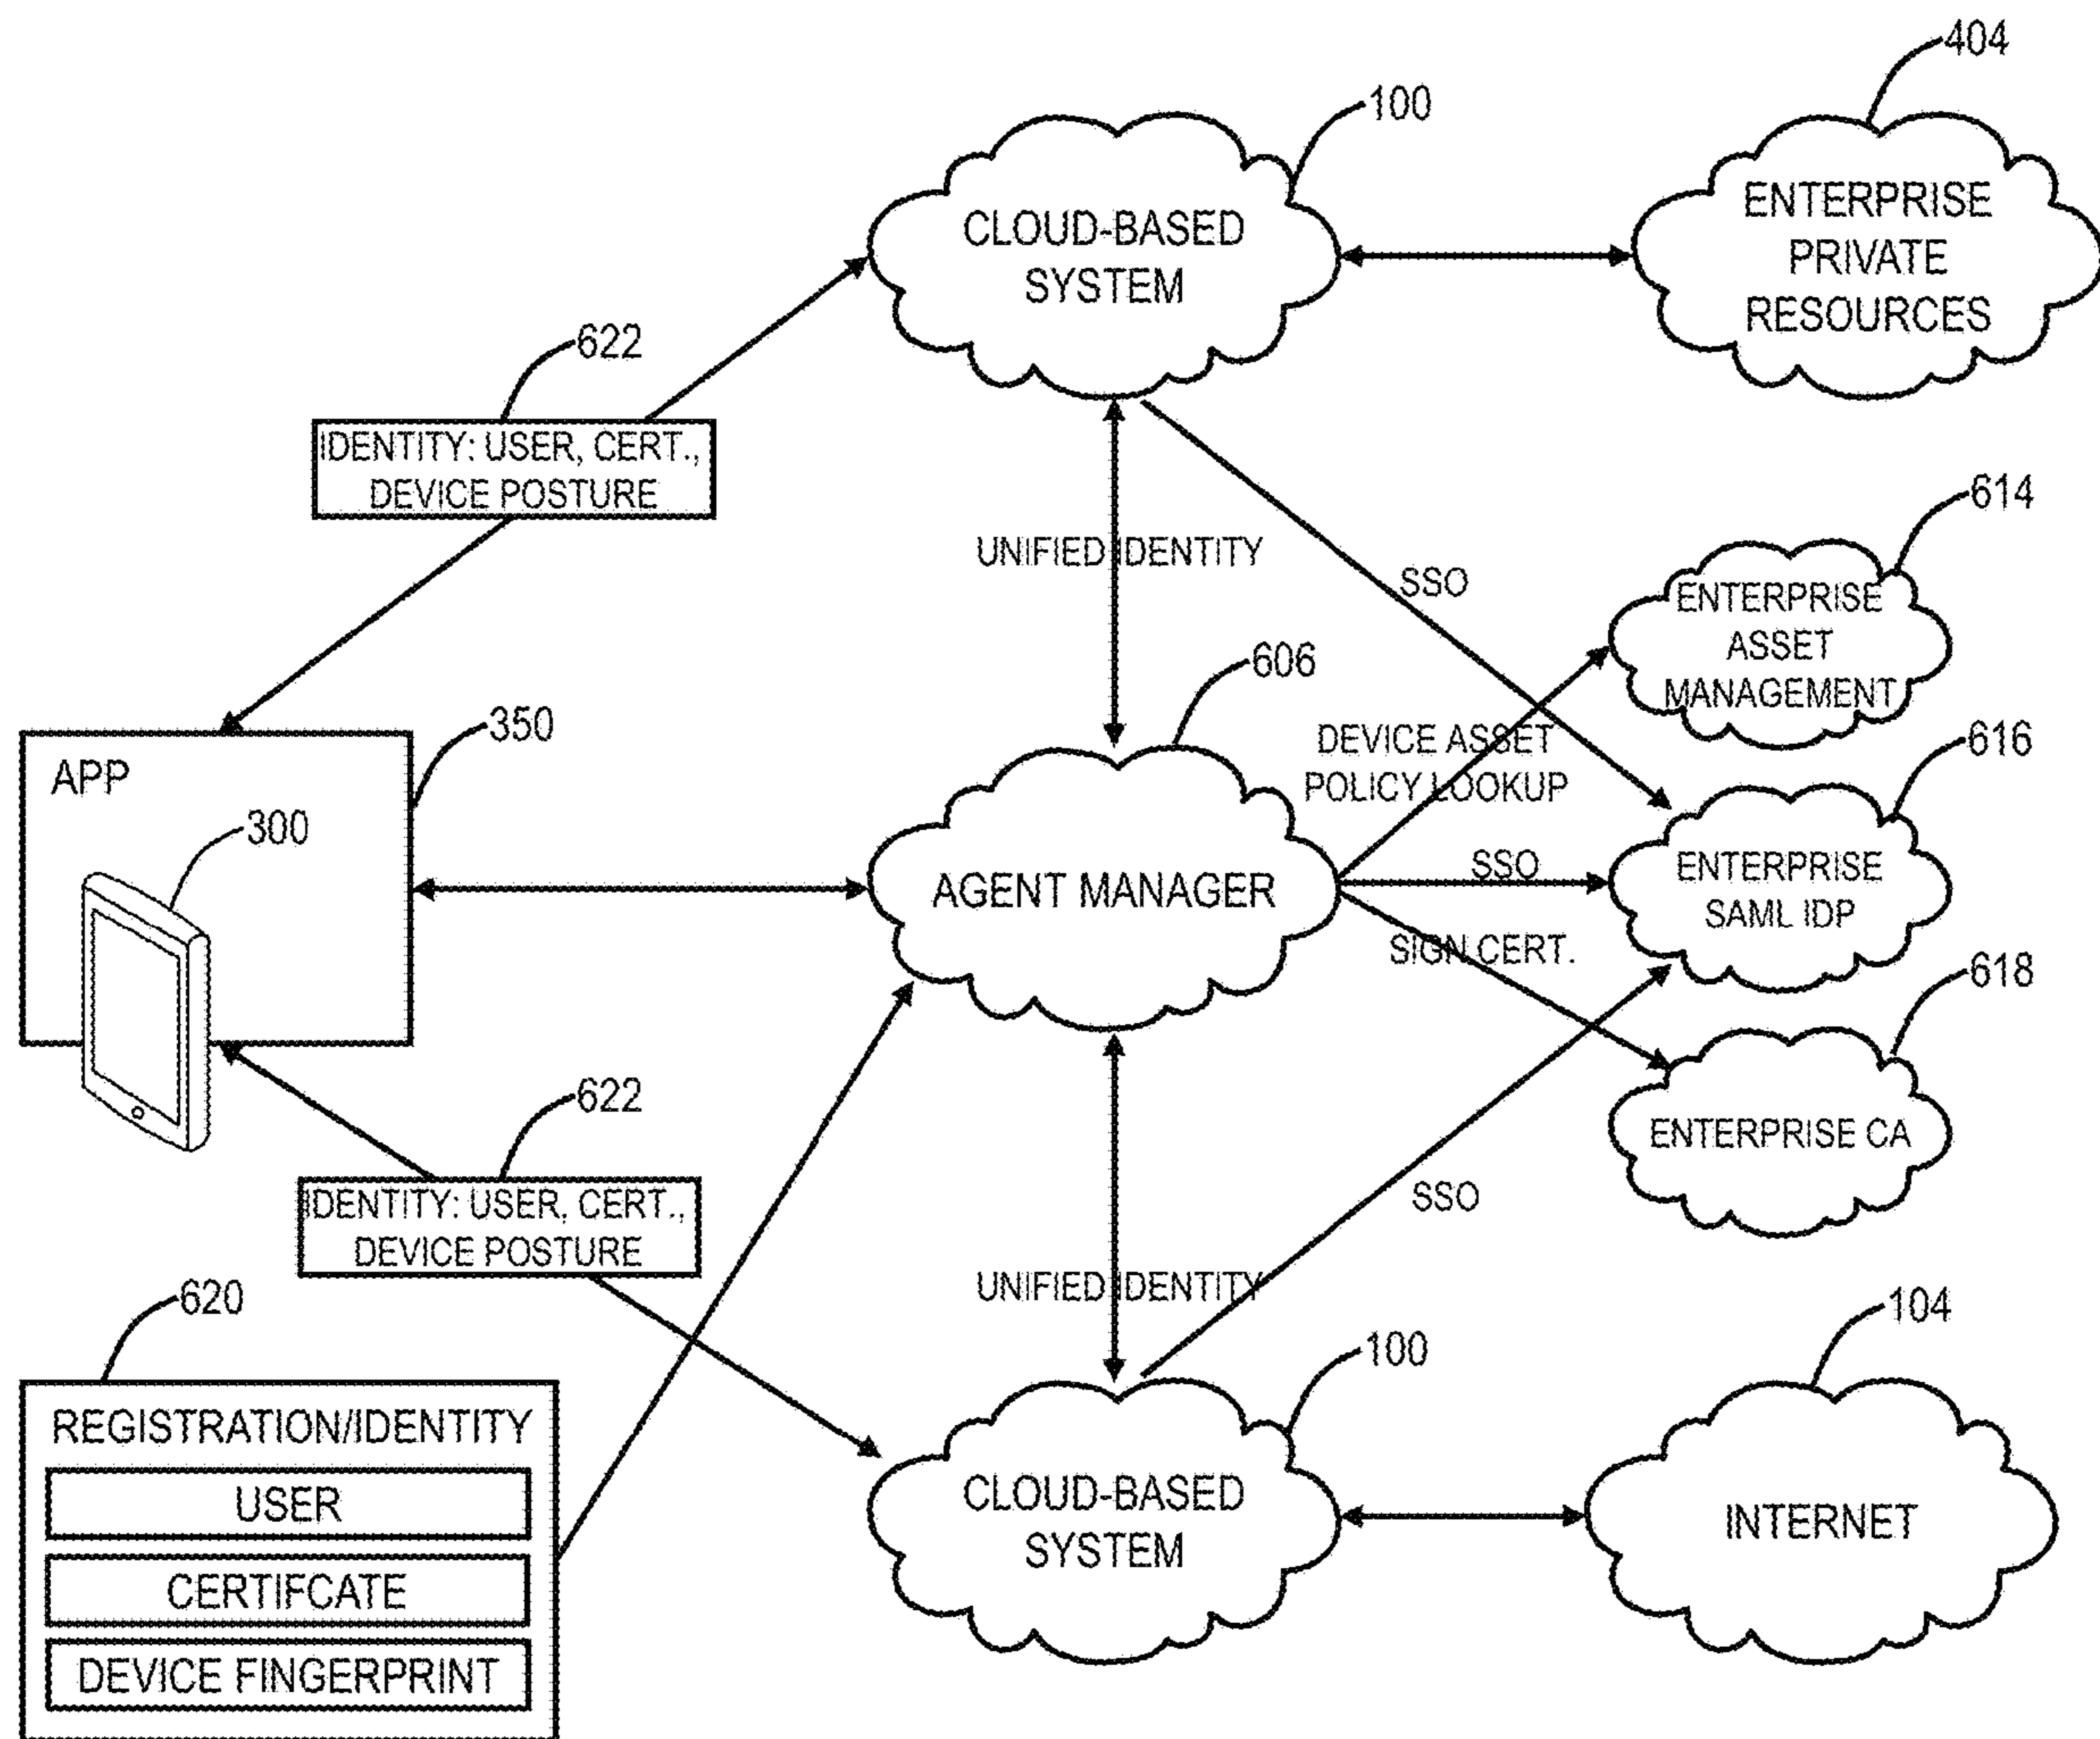 404
100
CLOUD-BASED
SYSTEM
ENTERPRISE
PRIVATE
RESOURCES
622
IDENTITY: USER, CERT.,
DEVICE POSTURE
614
UNIFIED IDENTITY
SSO
ENTERPRISE
ASSET
MANAGEMENT
606
350
DEVICE ASSET
POLICY LOOKUP
616
APP
300
AGENT MANAGER
SSO
ENTERPRISE
SAML IDP
SIGN CERT.
618
622
ENTERPRISE CA
IDENTITY: USER, CERT.,
DEVICE POSTURE
SSO
UNIFIED IDENTITY
620
104
100
REGISTRATION/IDENTITY
USER
CERTIFCATE
DEVICE FINGERPRINT
CLOUD-BASED
SYSTEM
INTERNET